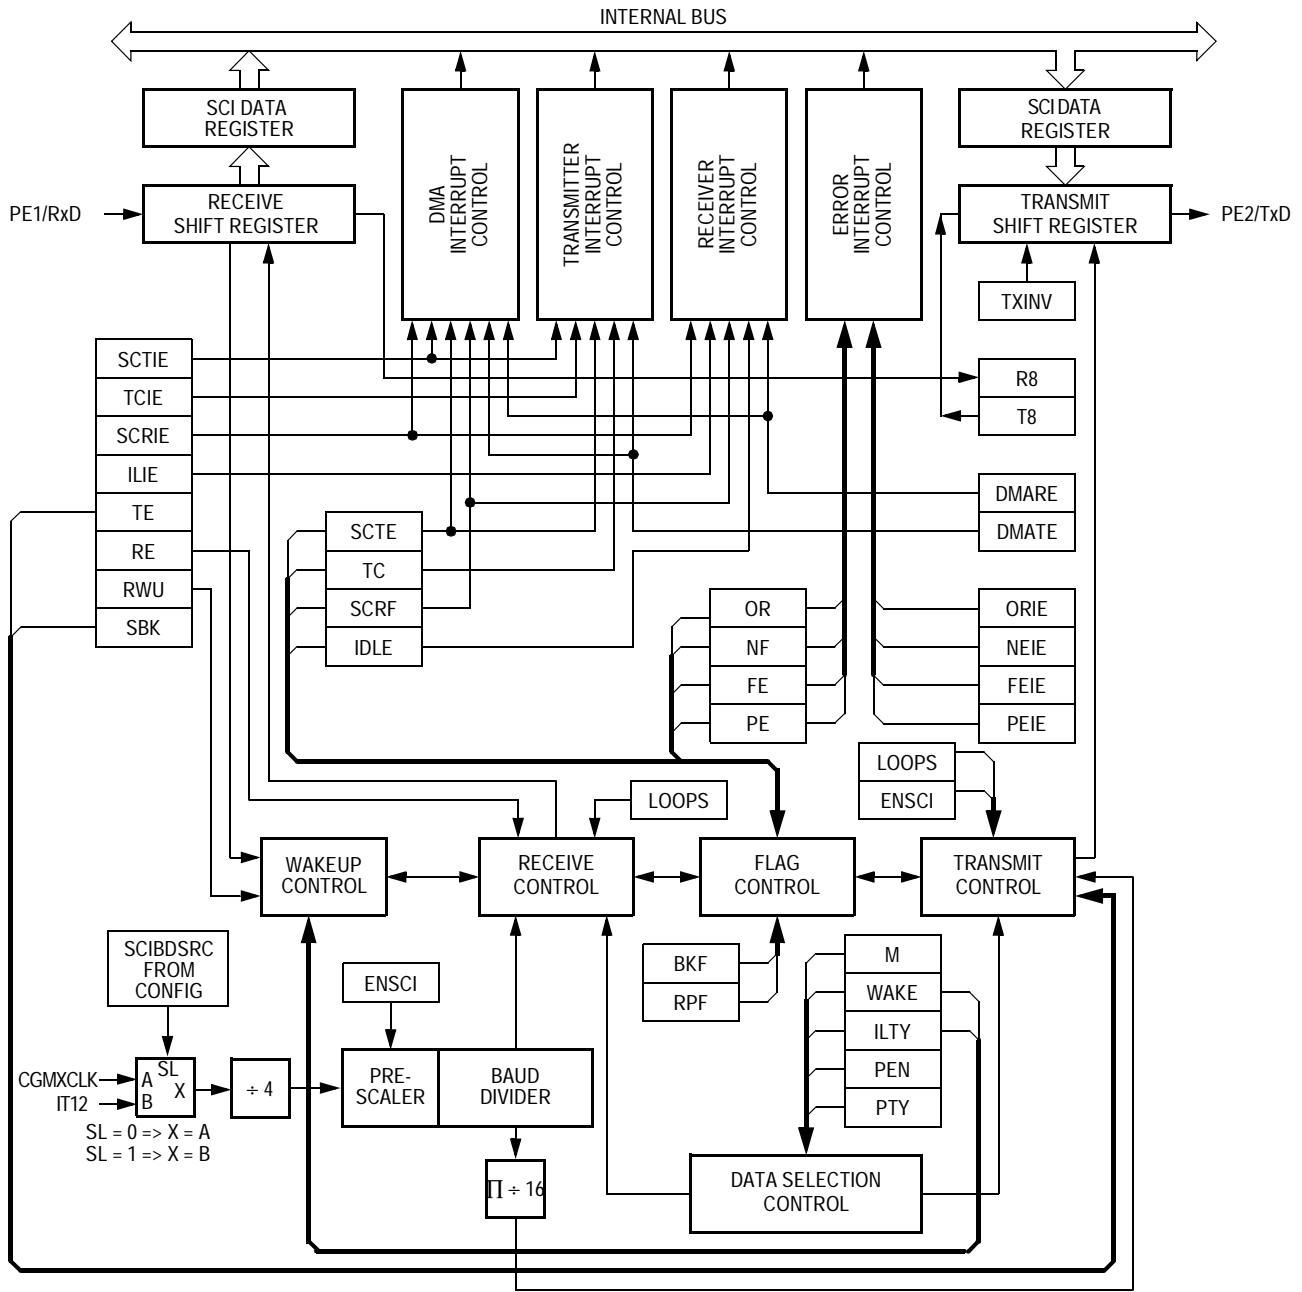 INTERNAL BUS
SCI DATA
REGISTER
SCI DATA
REGISTER
DMA
INTERRUPT
CONTROL
TRANSMITTER
INTERRUPT
CONTROL
RECEIVER
INTERRUPT
CONTROL
ERROR
INTERRUPT
CONTROL
PE1/RxD
RECEIVE
SHIFT REGISTER
TRANSMIT
SHIFT REGISTER
PE2/TxD
TXINV
SCTIE
TCIE
SCRIE
ILIE
TE
RE
RWU
SBK
R8
T8
DMARE
DMATE
SCTE
TC
SCRF
IDLE
OR
NF
FE
PE
ORIE
NEIE
FEIE
PEIE
LOOPS
ENSCI
LOOPS
WAKEUP
CONTROL
RECEIVE
CONTROL
FLAG
CONTROL
TRANSMIT
CONTROL
SCIBDSRC
FROM
CONFIG
ENSCI
BKF
RPF
M
WAKE
ILTY
PEN
PTY
CGMXCLK
IT12
SL
A
X
B
÷ 4
SL = 0 => X = A
SL = 1 => X = B
PRE-
SCALER
BAUD
DIVIDER
∏ ÷ 16
DATA SELECTION
CONTROL